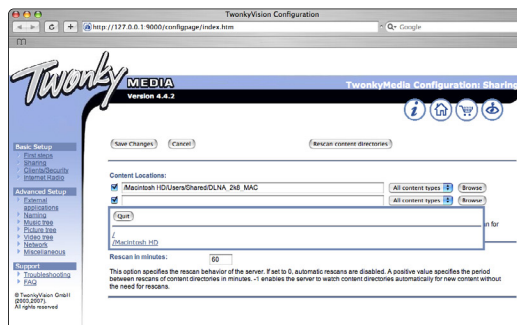 TwonkyVision Configuration
http://127.0.0.1:9000/configpage/index.htm
Google
Twonky
MEDIA
Version 4.4.2
TwonkyMedia Configuration: Sharing
Save Changes
Cancel
Rescan content directories
Basic Setup
First steps
Sharing
Clients/Security
Internet Radio
Advanced Setup
External applications
Naming
Music tree
Picture tree
Video tree
Network
Miscellaneous
Support
Troubleshooting
FAQ
© TwonkyVision GmbH
(2003,2007).
All rights reserved
Content Locations:
/Macintosh HD/Users/Shared/DLNA_2k8_MAC
All content types
Browse
All content types
Browse
Quit
/
/Macintosh HD
n for
Rescan in minutes:
60
This option specifies the rescan behavior of the server. If set to 0, automatic rescans are disabled. A positive value specifies the period
between rescans of content directories in minutes. -1 enables the server to watch content directories automatically for new content without
the need for rescans.